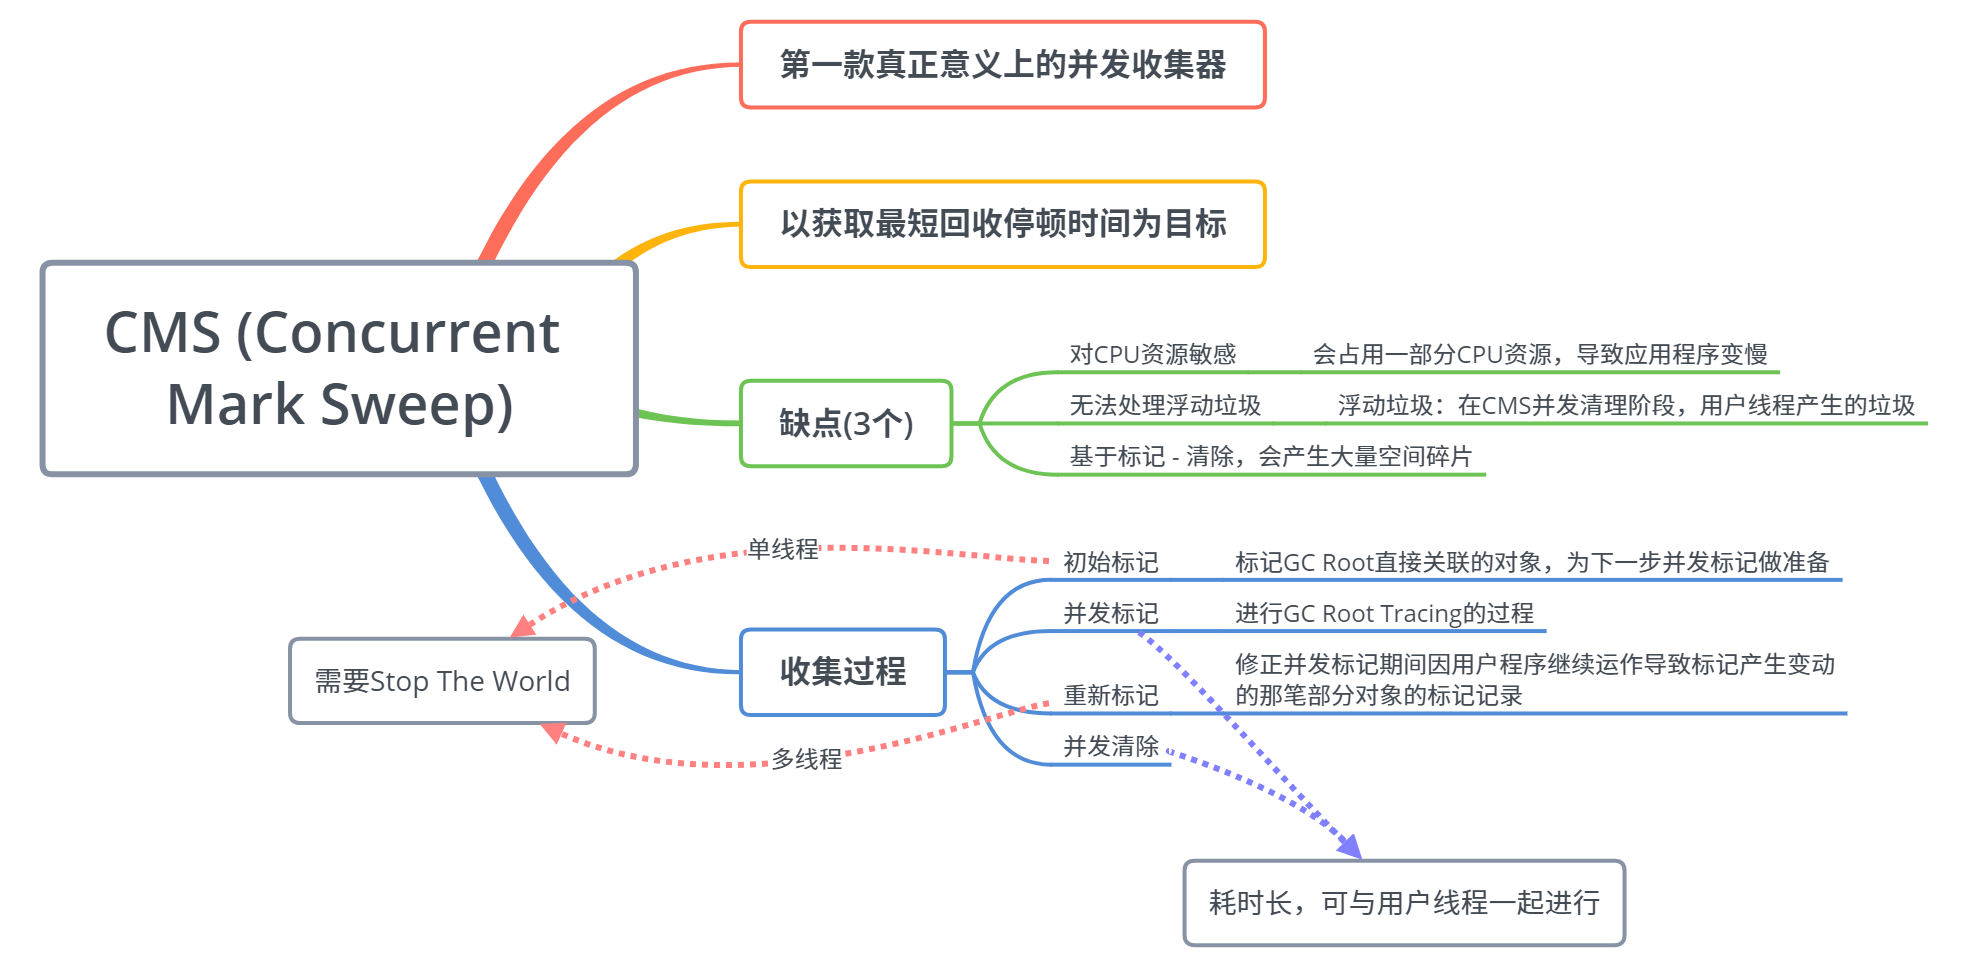 第一款真正意义上的并发收集器
以获取最短回收停顿时间为目标
CMS (Concurrent
Mark Sweep)
缺点(3个)
对CPU资源敏感
会占用一部分CPU资源，导致应用程序变慢
无法处理浮动垃圾
浮动垃圾：在CMS并发清理阶段，用户线程产生的垃圾
基于标记 - 清除，会产生大量空间碎片
收集过程
初始标记
标记GC Root直接关联的对象，为下一步并发标记做准备
并发标记
进行GC Root Tracing的过程
重新标记
修正并发标记期间因用户程序继续运作导致标记产生变动
的那笔部分对象的标记记录
并发清除
单线程
需要Stop The World
多线程
耗时长，可与用户线程一起进行